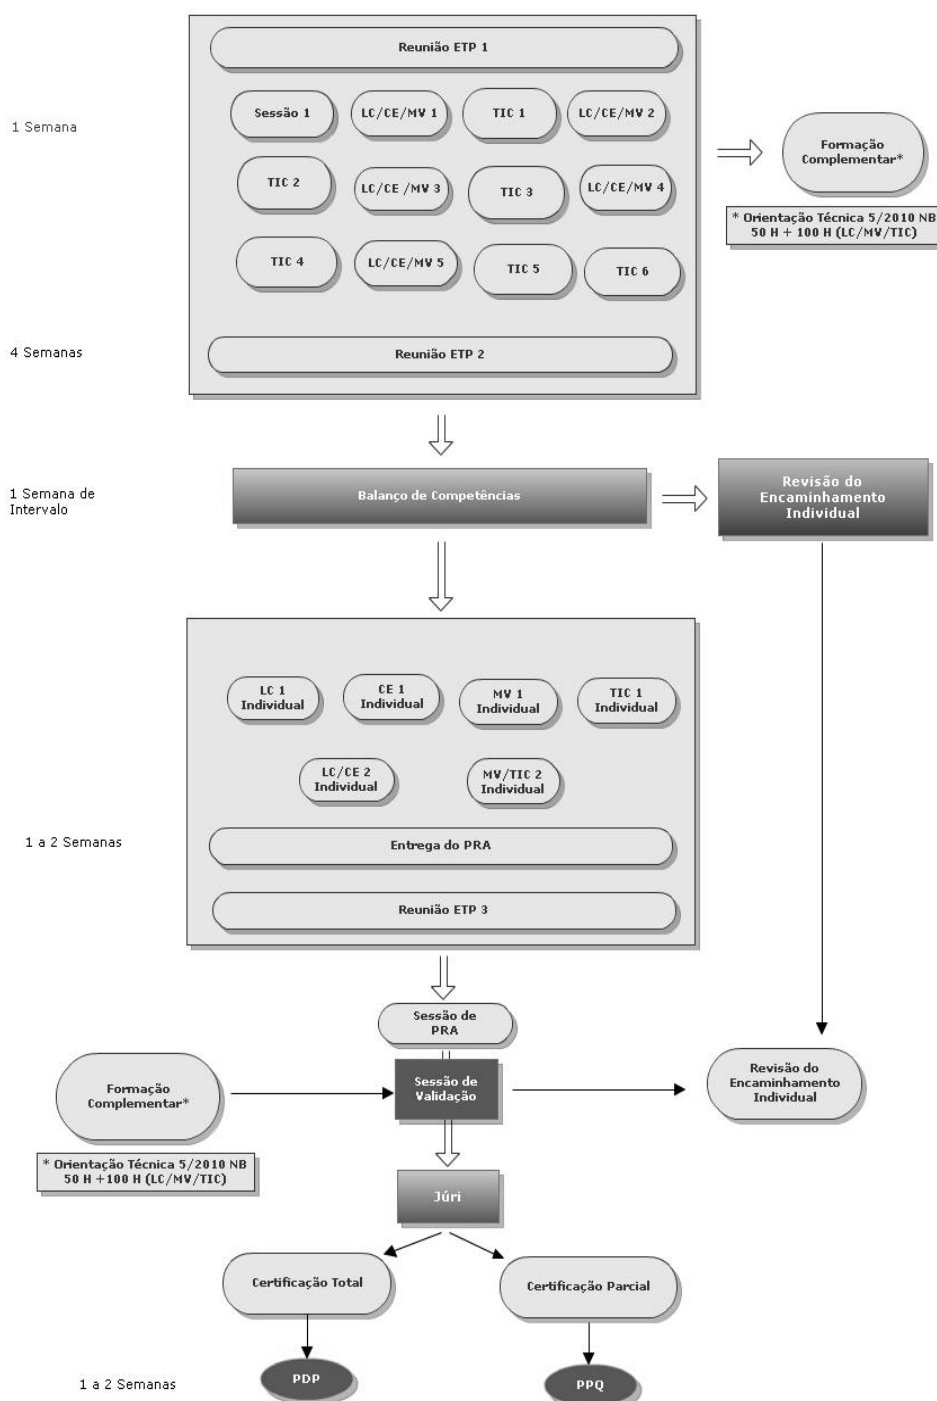 Reunião ETP 1
1 Semana
Sessão 1
LC/CE/MV 1
TIC 1
LC/CE/MV 2
Formação
Complementar*
TIC 2
LC/CE /MV 3
TIC 3
LC/CE/MV 4
* Orientação Técnica 5/2010 NB
50 H + 100 H (LC/MV/TIC)
TIC 4
LC/CE/MV 5
TIC 5
TIC 6
4 Semanas
Reunião ETP 2
1 Semana de
Intervalo
Balanço de Competências
Revisão do
Encaminhamento
Individual
LC 1
Individual
CE 1
Individual
MV 1
Individual
TIC 1
Individual
LC/CE 2
Individual
MV/TIC 2
Individual
1 a 2 Semanas
Entrega do PRA
Reunião ETP 3
Sessão de
PRA
Formação
Complementar*
Sessão de
Validação
Revisão do
Encaminhamento
Individual
* Orientação Técnica 5/2010 NB
50 H +100 H (LC/MV/TIC)
Júri
Certificação Total
Certificação Parcial
1 a 2 Semanas
PDP
PPQ